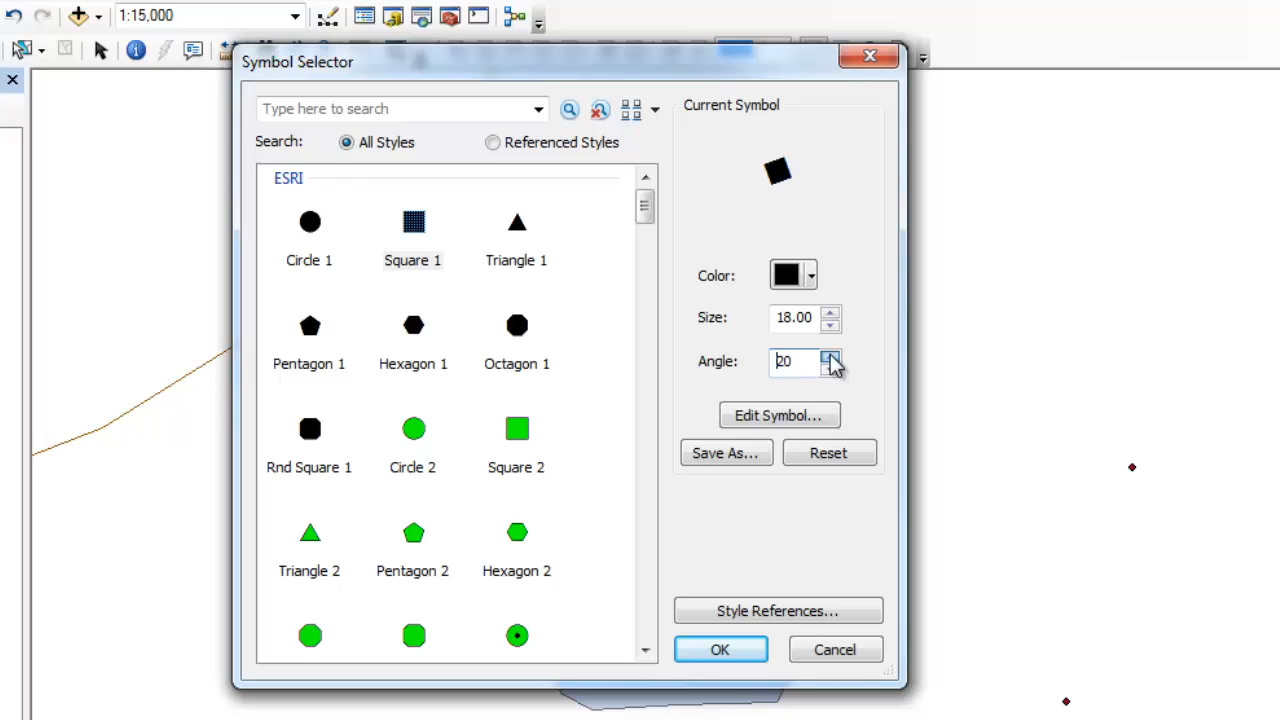 1:15,000
Symbol Selector
Type here to search
Search: All Styles Referenced Styles
ESRI
Circle 1 Square 1 Triangle 1
Pentagon 1 Hexagon 1 Octagon 1
Rnd Square 1 Circle 2 Square 2
Triangle 2 Pentagon 2 Hexagon 2
Current Symbol
Color:
Size: 18.00
Angle: 20
Edit Symbol...
Save As... Reset
Style References...
OK Cancel